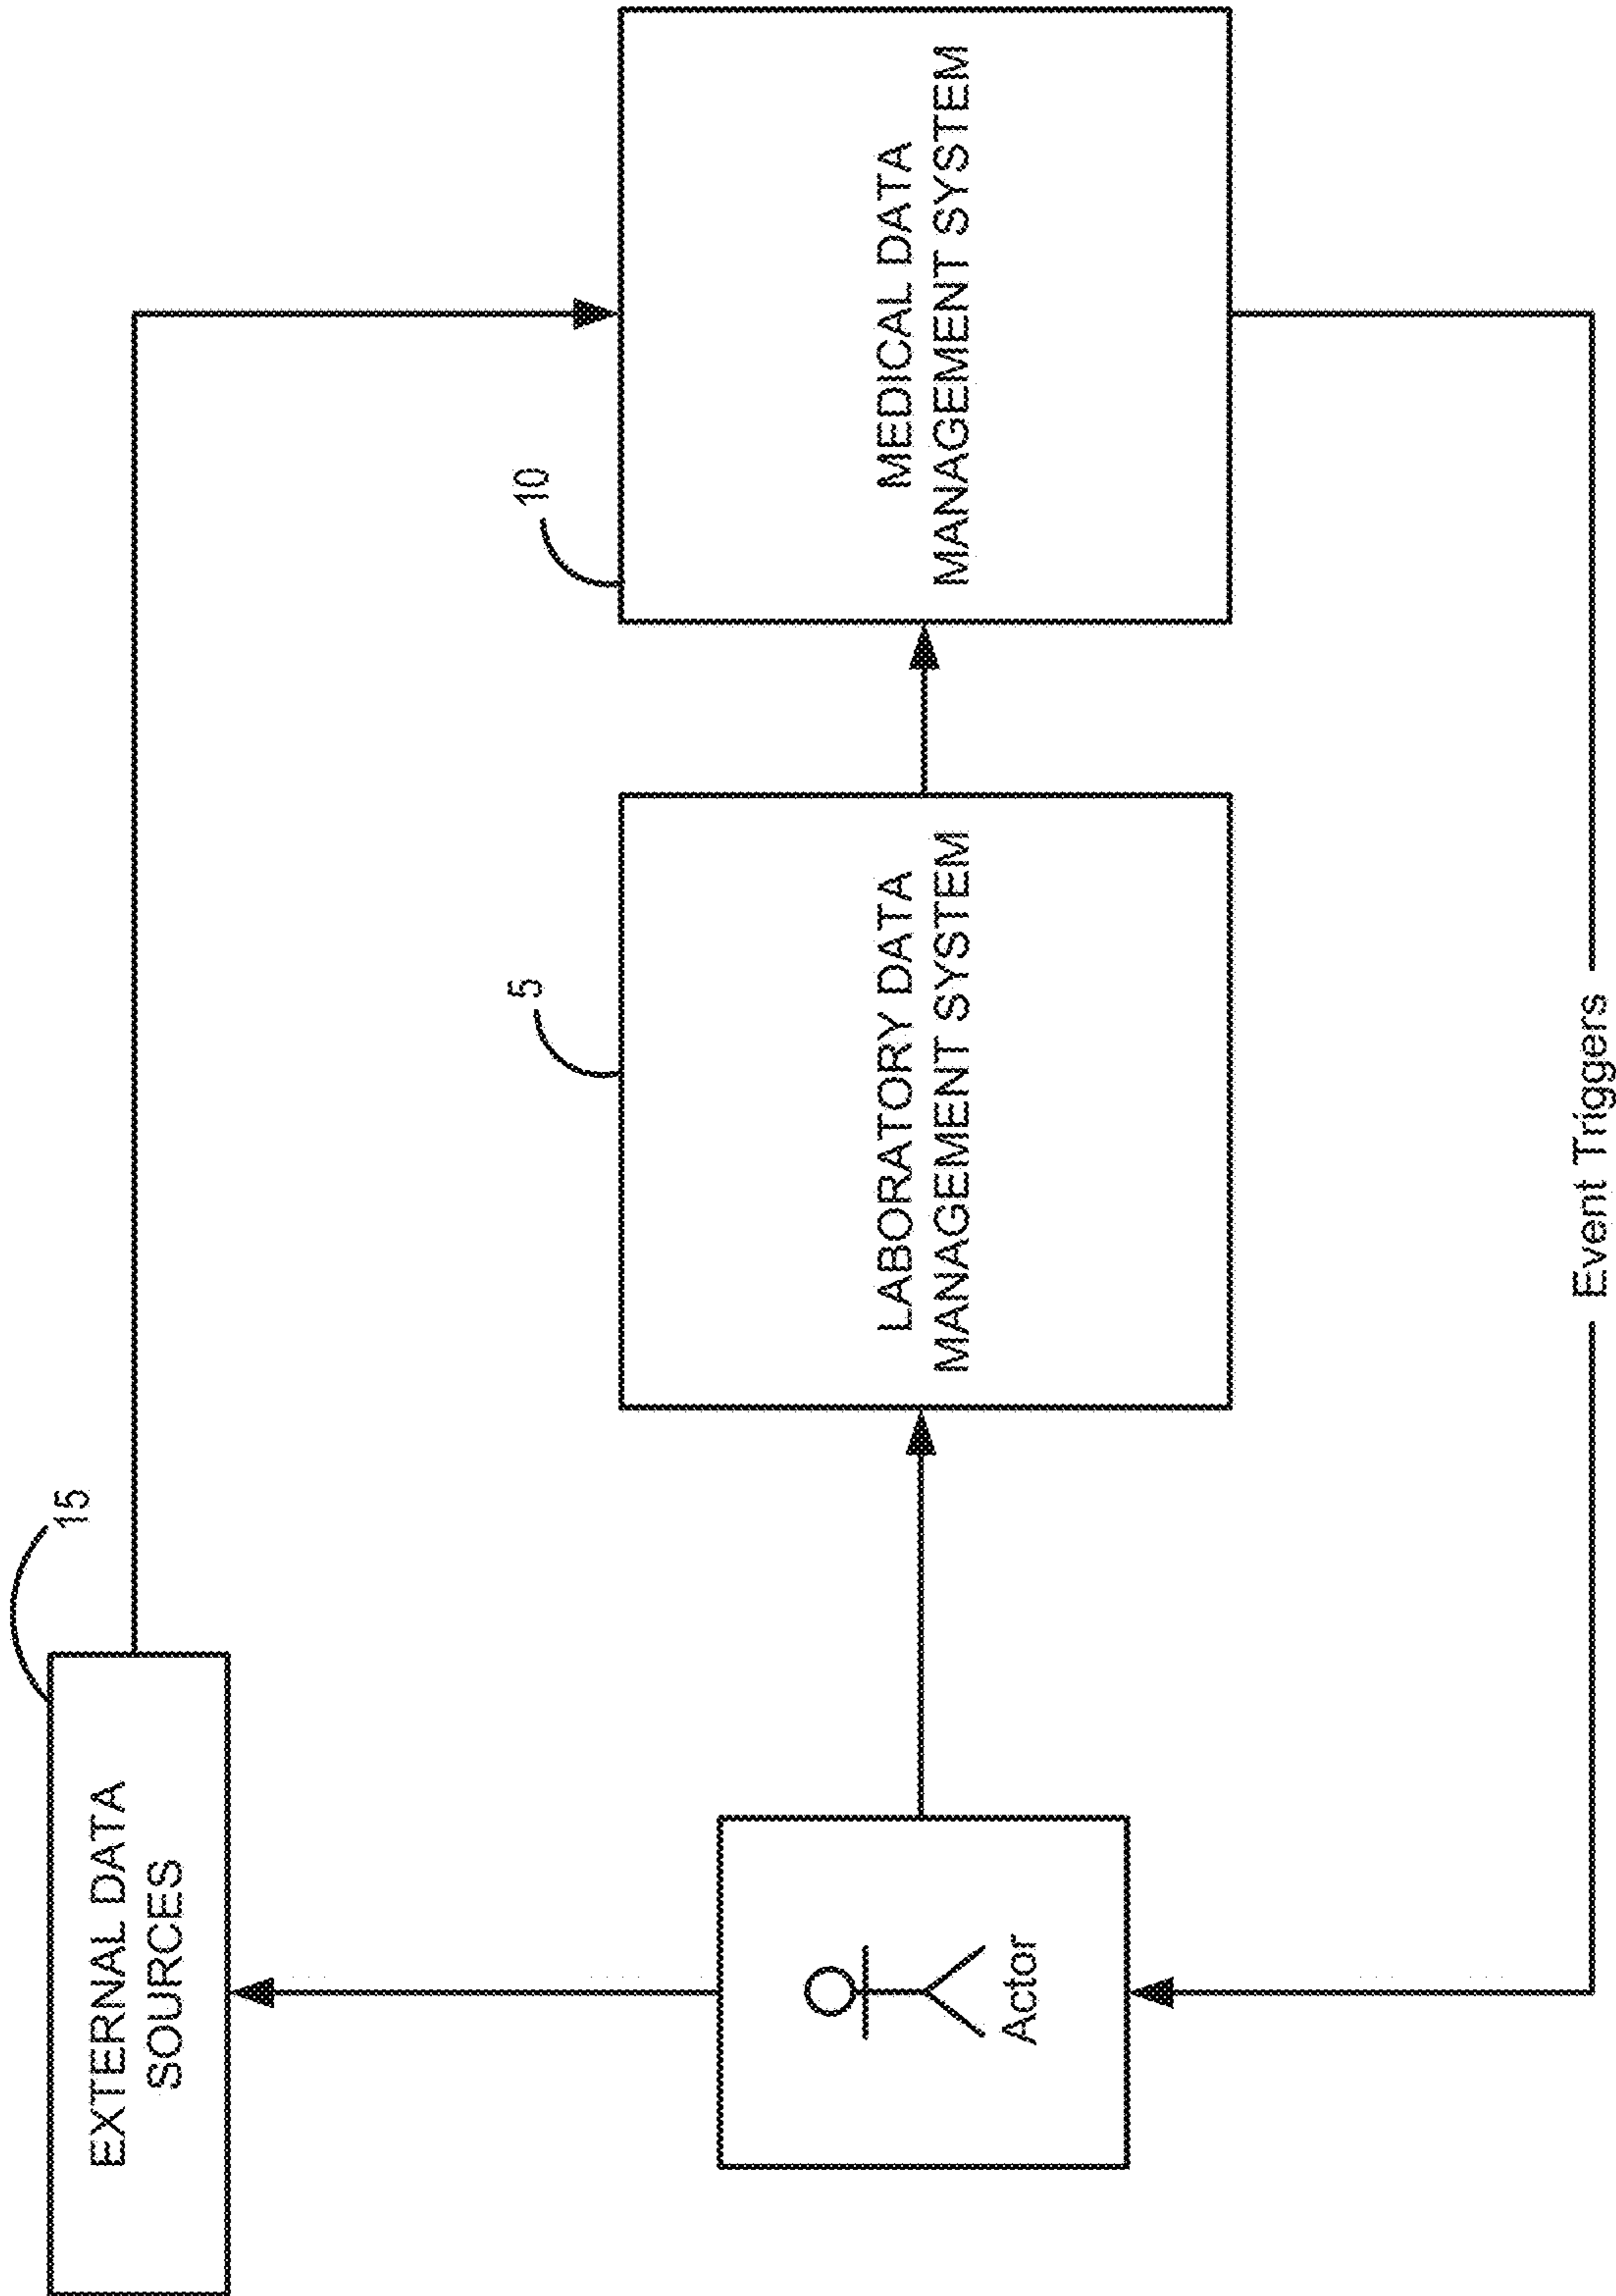 EXTERNAL DATA
SOURCES
15
Actor
5
LABORATORY DATA
MANAGEMENT SYSTEM
10
MEDICAL DATA
MANAGEMENT SYSTEM
Event Triggers